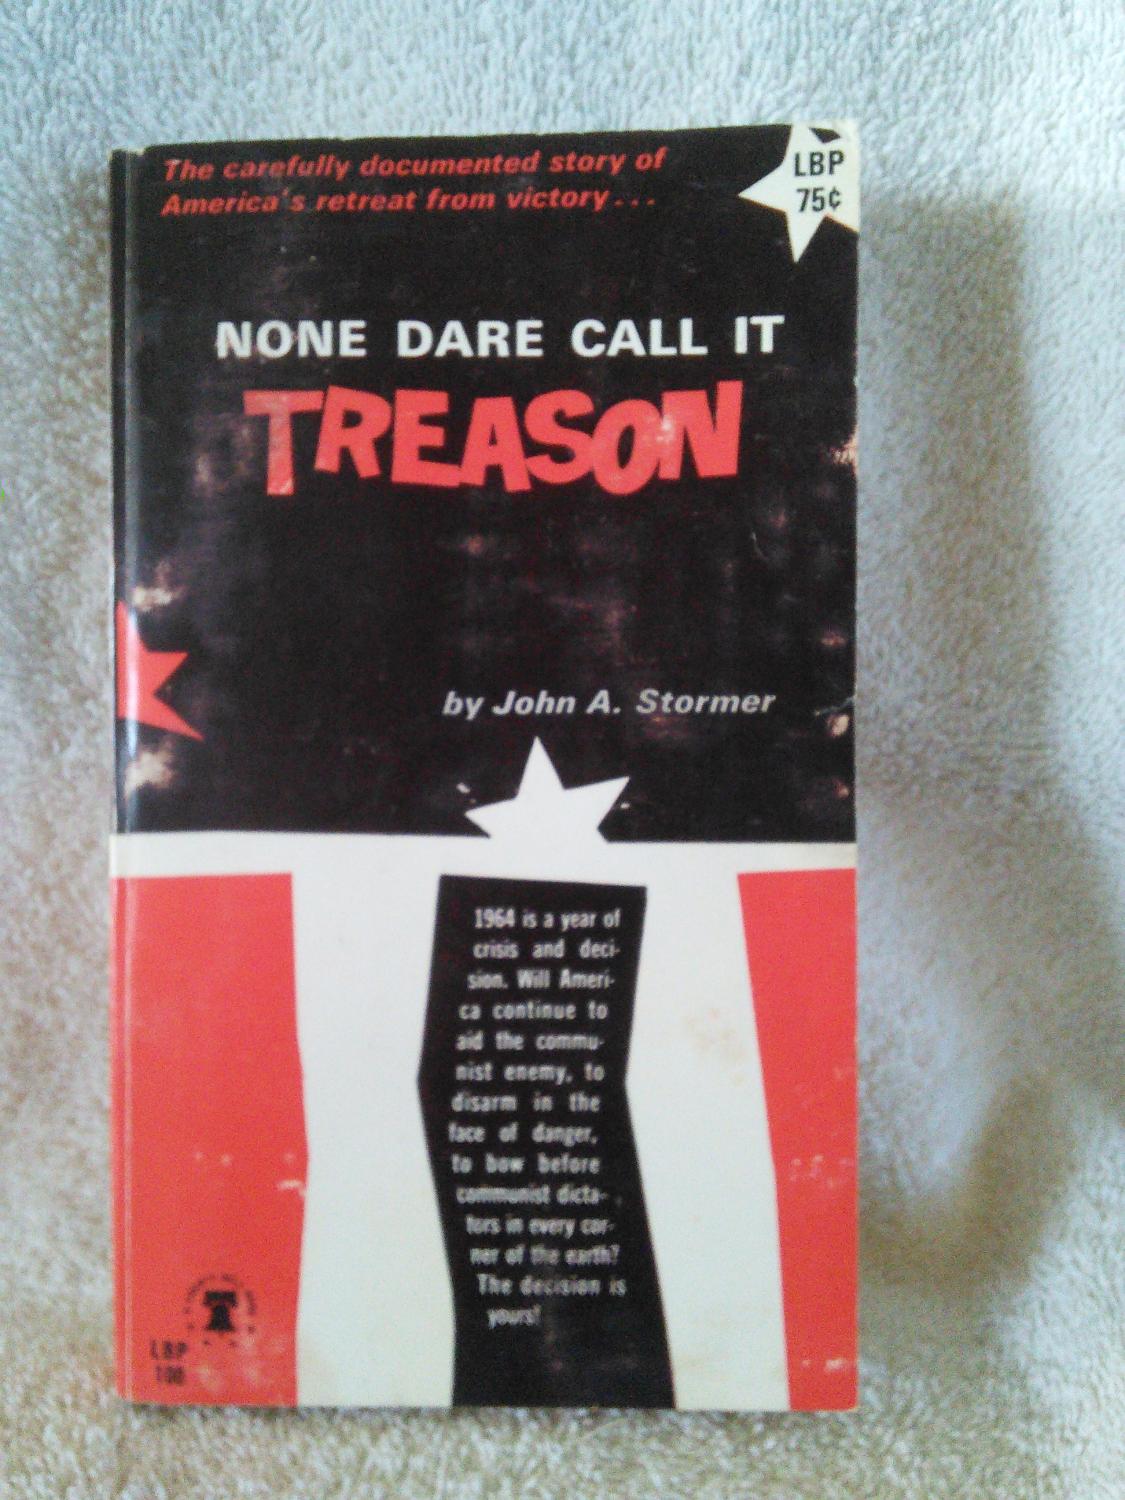 The carefully documented story of
America's retreat from victory...
LBP
75¢
NONE DARE CALL IT
TREASON
by John A. Stormer
1964 is a year of
crisis and deci-
sion. Will Ameri-
ca continue to
aid the commu-
nist enemy, to
disarm in the
face of danger,
to bow before
communist dicta-
tors in every cor-
ner of the earth?
The decision is
yours!
LBP
100